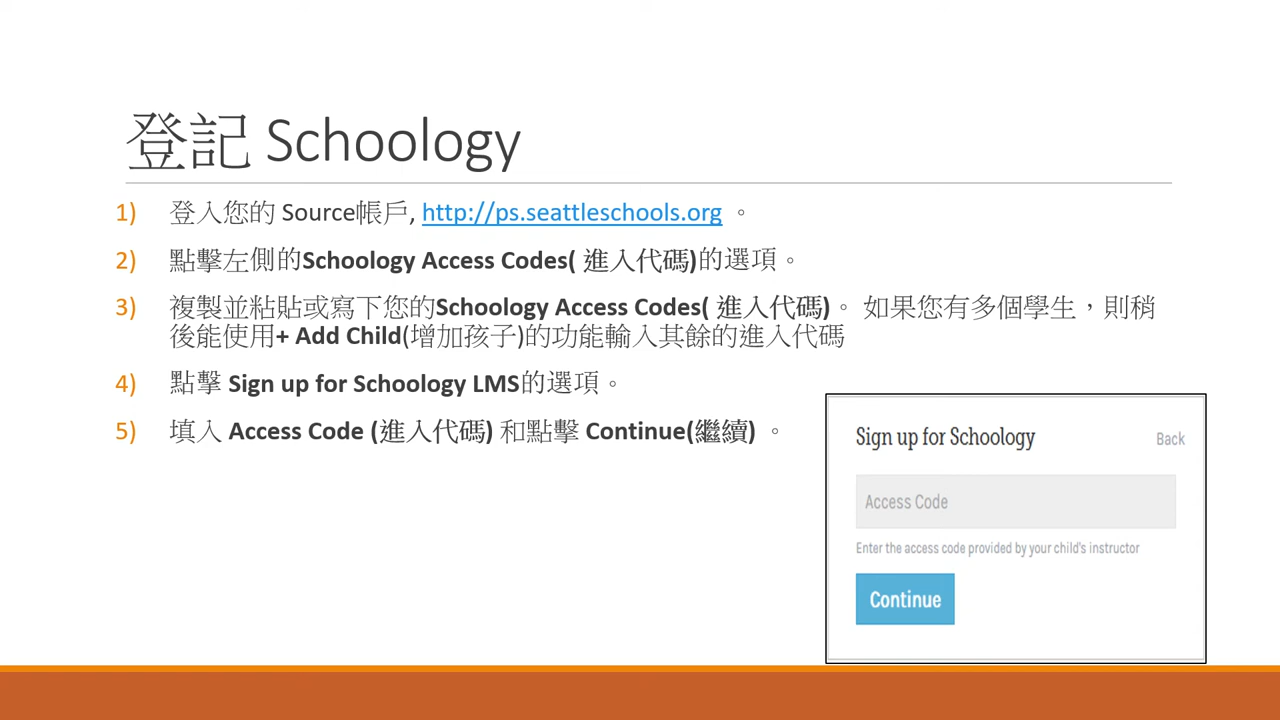 登記 Schoology
1) 登入您的 Source帳戶, http://ps.seattleschools.org 。
2) 點擊左側的Schoology Access Codes( 進入代碼)的選項。
3) 複製並粘貼或寫下您的Schoology Access Codes( 進入代碼)。 如果您有多個學生，則稍
後能使用+ Add Child(增加孩子)的功能輸入其餘的進入代碼
4) 點擊 Sign up for Schoology LMS的選項。
5) 填入 Access Code (進入代碼) 和點擊 Continue(繼續) 。
Sign up for Schoology Back
Access Code
Enter the access code provided by your child's instructor
Continue